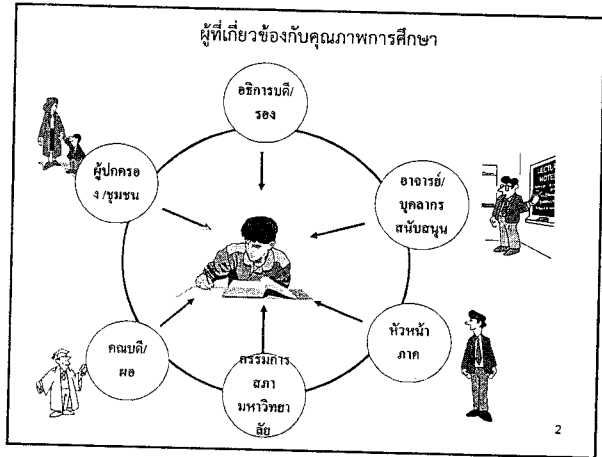 ผู้ที่เกี่ยวข้องกับคุณภาพการศึกษา
อธิการบดี/
รอง
ผู้ปกครอ
ง /ชุมชน
อาจารย์/
บุคลากร
สนับสนุน
LECTURE
NOTES
คณบดี/
ผอ
กรรมการ
สภา
มหาวิทยา
ลัย
หัวหน้า
ภาค
2